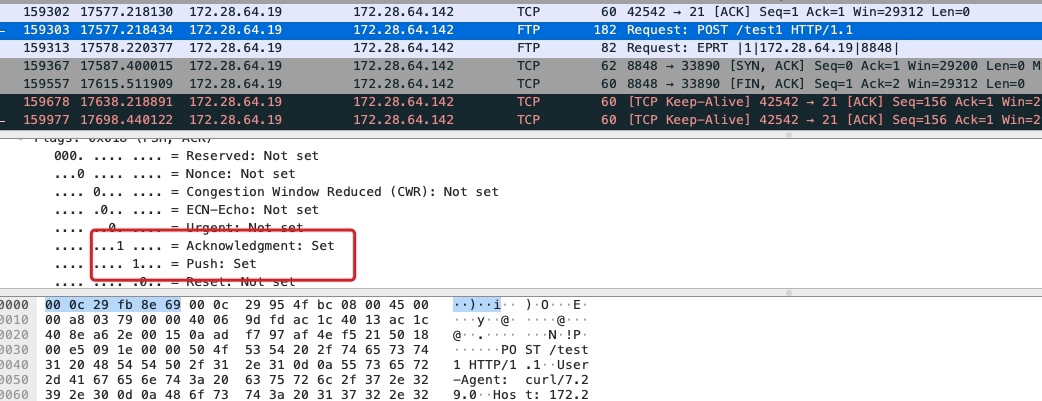 159302 17577.218130 172.28.64.19 172.28.64.142 TCP 60 42542 → 21 [ACK] Seq=1 Ack=1 Win=29312 Len=0
159303 17577.218434 172.28.64.19 172.28.64.142 FTP 182 Request: POST /test1 HTTP/1.1
159313 17578.220377 172.28.64.19 172.28.64.142 FTP 82 Request: EPRT |1|172.28.64.19|8848|
159367 17587.400015 172.28.64.19 172.28.64.142 TCP 62 8848 → 33890 [SYN, ACK] Seq=0 Ack=1 Win=29200 Len=0 M
159557 17615.511909 172.28.64.19 172.28.64.142 TCP 60 8848 → 33890 [FIN, ACK] Seq=1 Ack=2 Win=29312 Len=0
159678 17638.218891 172.28.64.19 172.28.64.142 TCP 60 [TCP Keep-Alive] 42542 → 21 [ACK] Seq=156 Ack=1 Win=2
159977 17698.440122 172.28.64.19 172.28.64.142 TCP 60 [TCP Keep-Alive] 42542 → 21 [ACK] Seq=156 Ack=1 Win=2
Flags: 0x018 (PSH, ACK)
000. .... .... = Reserved: Not set
...0 .... .... = Nonce: Not set
.... 0... .... = Congestion Window Reduced (CWR): Not set
.... .0.. .... = ECN-Echo: Not set
.... ..0. .... = Urgent: Not set
.... ...1 .... = Acknowledgment: Set
.... .... 1... = Push: Set
.... .... .0.. = Reset: Not set
0000 00 0c 29 fb 8e 69 00 0c 29 95 4f bc 08 00 45 00 ··)··i·· )·O···E·
0010 00 a8 03 79 00 00 40 06 9d fd ac 1c 40 13 ac 1c ···y··@· ····@···
0020 40 8e a6 2e 00 15 0a ad f7 97 af 4e f5 21 50 18 @··.···· ···N·!P·
0030 00 e5 09 1e 00 00 50 4f 53 54 20 2f 74 65 73 74 ······PO ST /test
0040 31 20 48 54 54 50 2f 31 2e 31 0d 0a 55 73 65 72 1 HTTP/1 .1··User
0050 2d 41 67 65 6e 74 3a 20 63 75 72 6c 2f 37 2e 32 -Agent: curl/7.2
0060 39 2e 30 0d 0a 48 6f 73 74 3a 20 31 37 32 2e 32 9.0··Hos t: 172.2